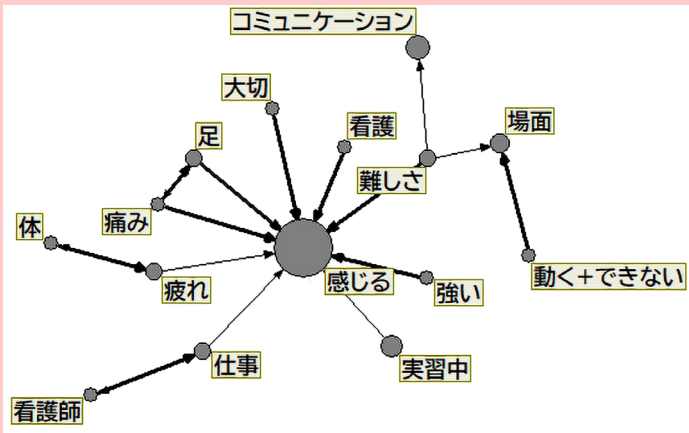 コミュニケーション
大切
看護
場面
足
難しさ
痛み
体
疲れ
感じる
強い
動く+できない
仕事
実習中
看護師